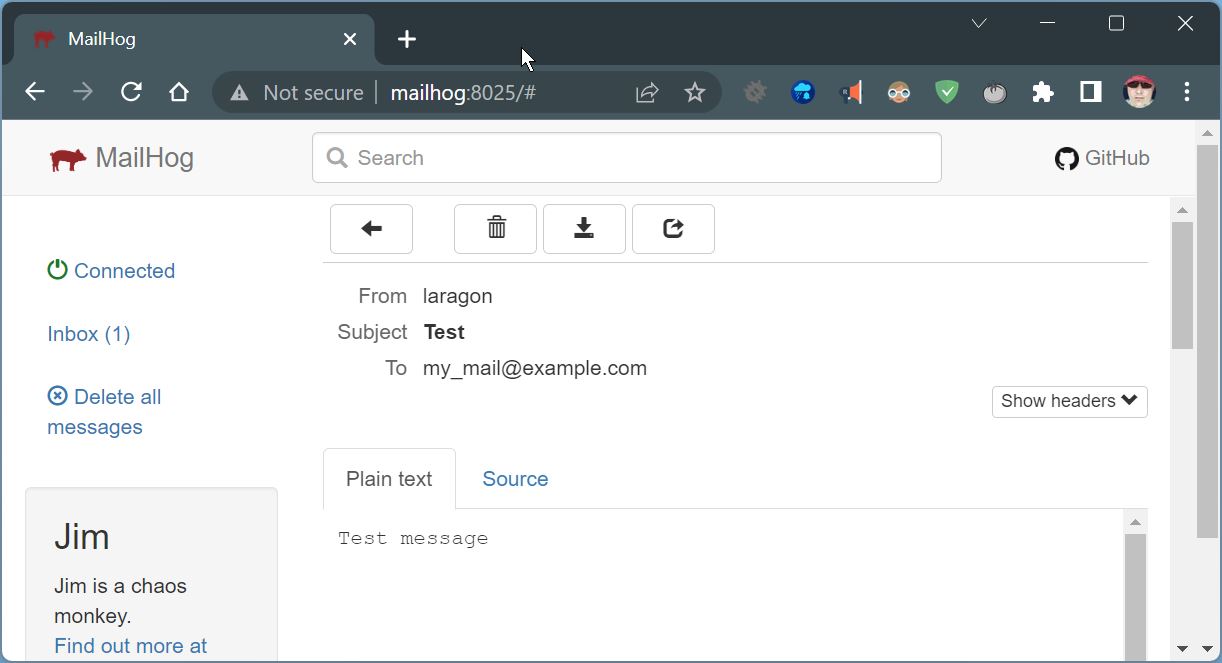 MailHog
Not secure
mailhog:8025/#
MailHog
Search
GitHub
Connected
Inbox (1)
Delete all
messages
From laragon
Subject Test
To my_mail@example.com
Show headers
Plain text
Source
Test message
Jim
Jim is a chaos
monkey.
Find out more at